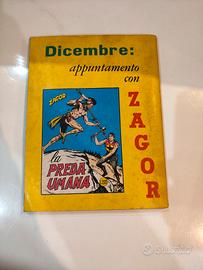 Dicembre:
appuntamento
con
ZAGOR
ZAGOR
la
PREDA
UMANA